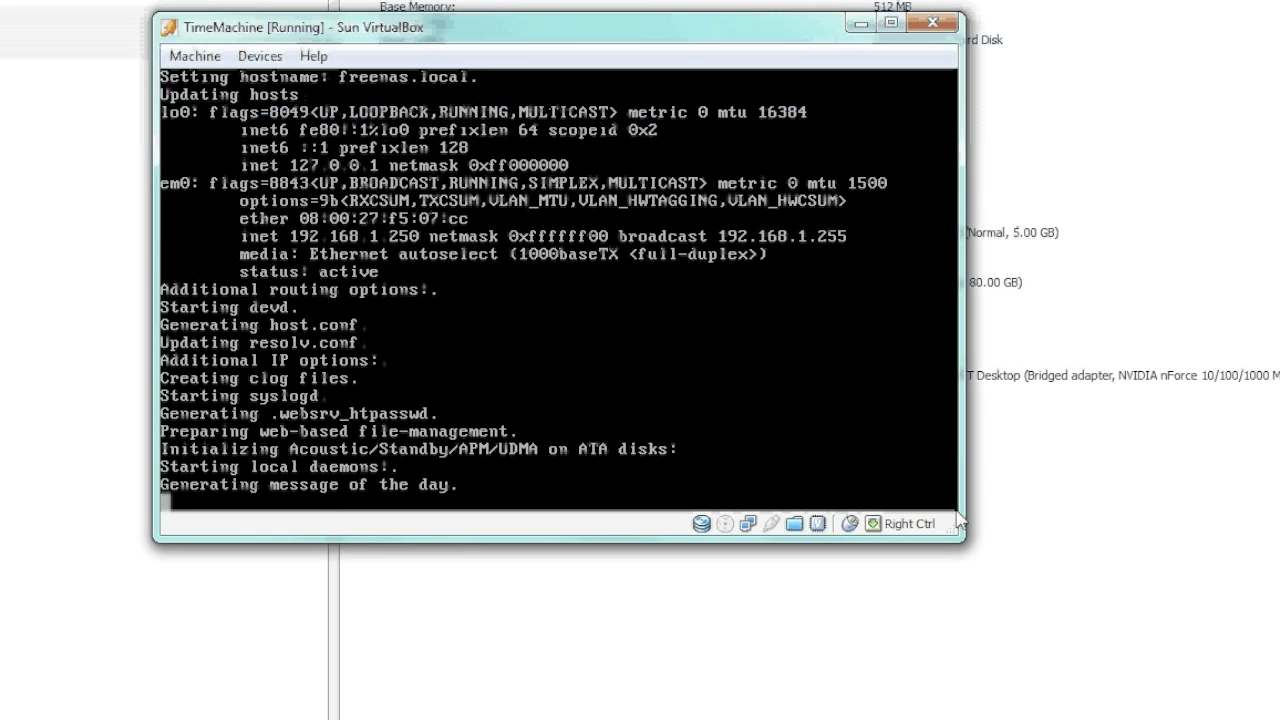 Base Memory: 512 MB
TimeMachine [Running] - Sun VirtualBox
rd Disk
Machine Devices Help
Setting hostname: freenas.local.
Updating hosts
lo0: flags=8049<UP,LOOPBACK,RUNNING,MULTICAST> metric 0 mtu 16384
inet6 fe80::1%lo0 prefixlen 64 scopeid 0x2
inet6 ::1 prefixlen 128
inet 127.0.0.1 netmask 0xff000000
em0: flags=8843<UP,BROADCAST,RUNNING,SIMPLEX,MULTICAST> metric 0 mtu 1500
options=9b<RXCSUM,TXCSUM,VLAN_MTU,VLAN_HWTAGGING,VLAN_HWCSUM>
ether 08:00:27:f5:07:cc
inet 192.168.1.250 netmask 0xffffff00 broadcast 192.168.1.255
(Normal, 5.00 GB)
media: Ethernet autoselect (1000baseTX <full-duplex>)
status: active
80.00 GB)
Additional routing options:.
Starting devd.
Generating host.conf.
Updating resolv.conf.
Additional IP options:.
Creating clog files.
T Desktop (Bridged adapter, NVIDIA nForce 10/100/1000 M
Starting syslogd.
Generating .websrv_htpasswd.
Preparing web-based file-management.
Initializing Acoustic/Standby/APM/UDMA on ATA disks:
Starting local daemons:.
Generating message of the day.
Right Ctrl